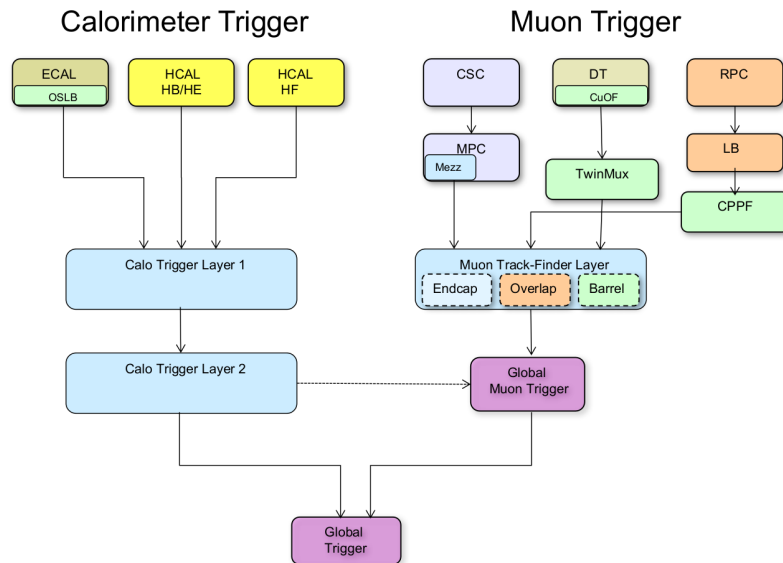 Calorimeter Trigger
Muon Trigger
ECAL
OSLB
HCAL
HB/HE
HCAL
HF
CSC
DT
CuOF
RPC
MPC
Mezz
TwinMux
LB
CPPF
Calo Trigger Layer 1
Muon Track-Finder Layer
Endcap
Overlap
Barrel
Calo Trigger Layer 2
Global
Muon Trigger
Global
Trigger